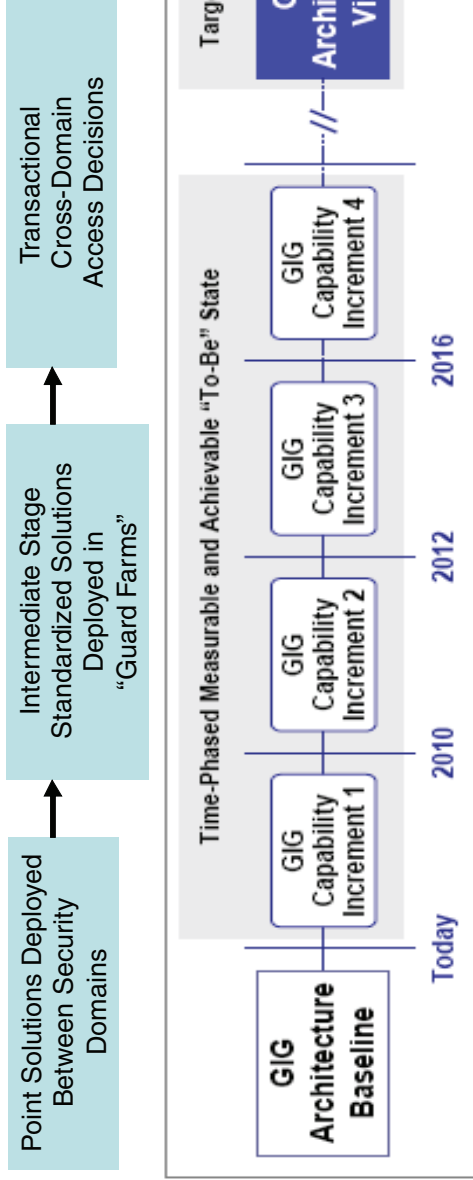 Point Solutions Deployed
Between Security
Domains
Intermediate Stage
Standardized Solutions
Deployed in
“Guard Farms”
Transactional
Cross-Domain
Access Decisions
Time-Phased Measurable and Achievable “To-Be” State
GIG
Architecture
Baseline
GIG
Capability
Increment 1
GIG
Capability
Increment 2
GIG
Capability
Increment 3
GIG
Capability
Increment 4
Today
2010
2012
2016
Archi
Vi